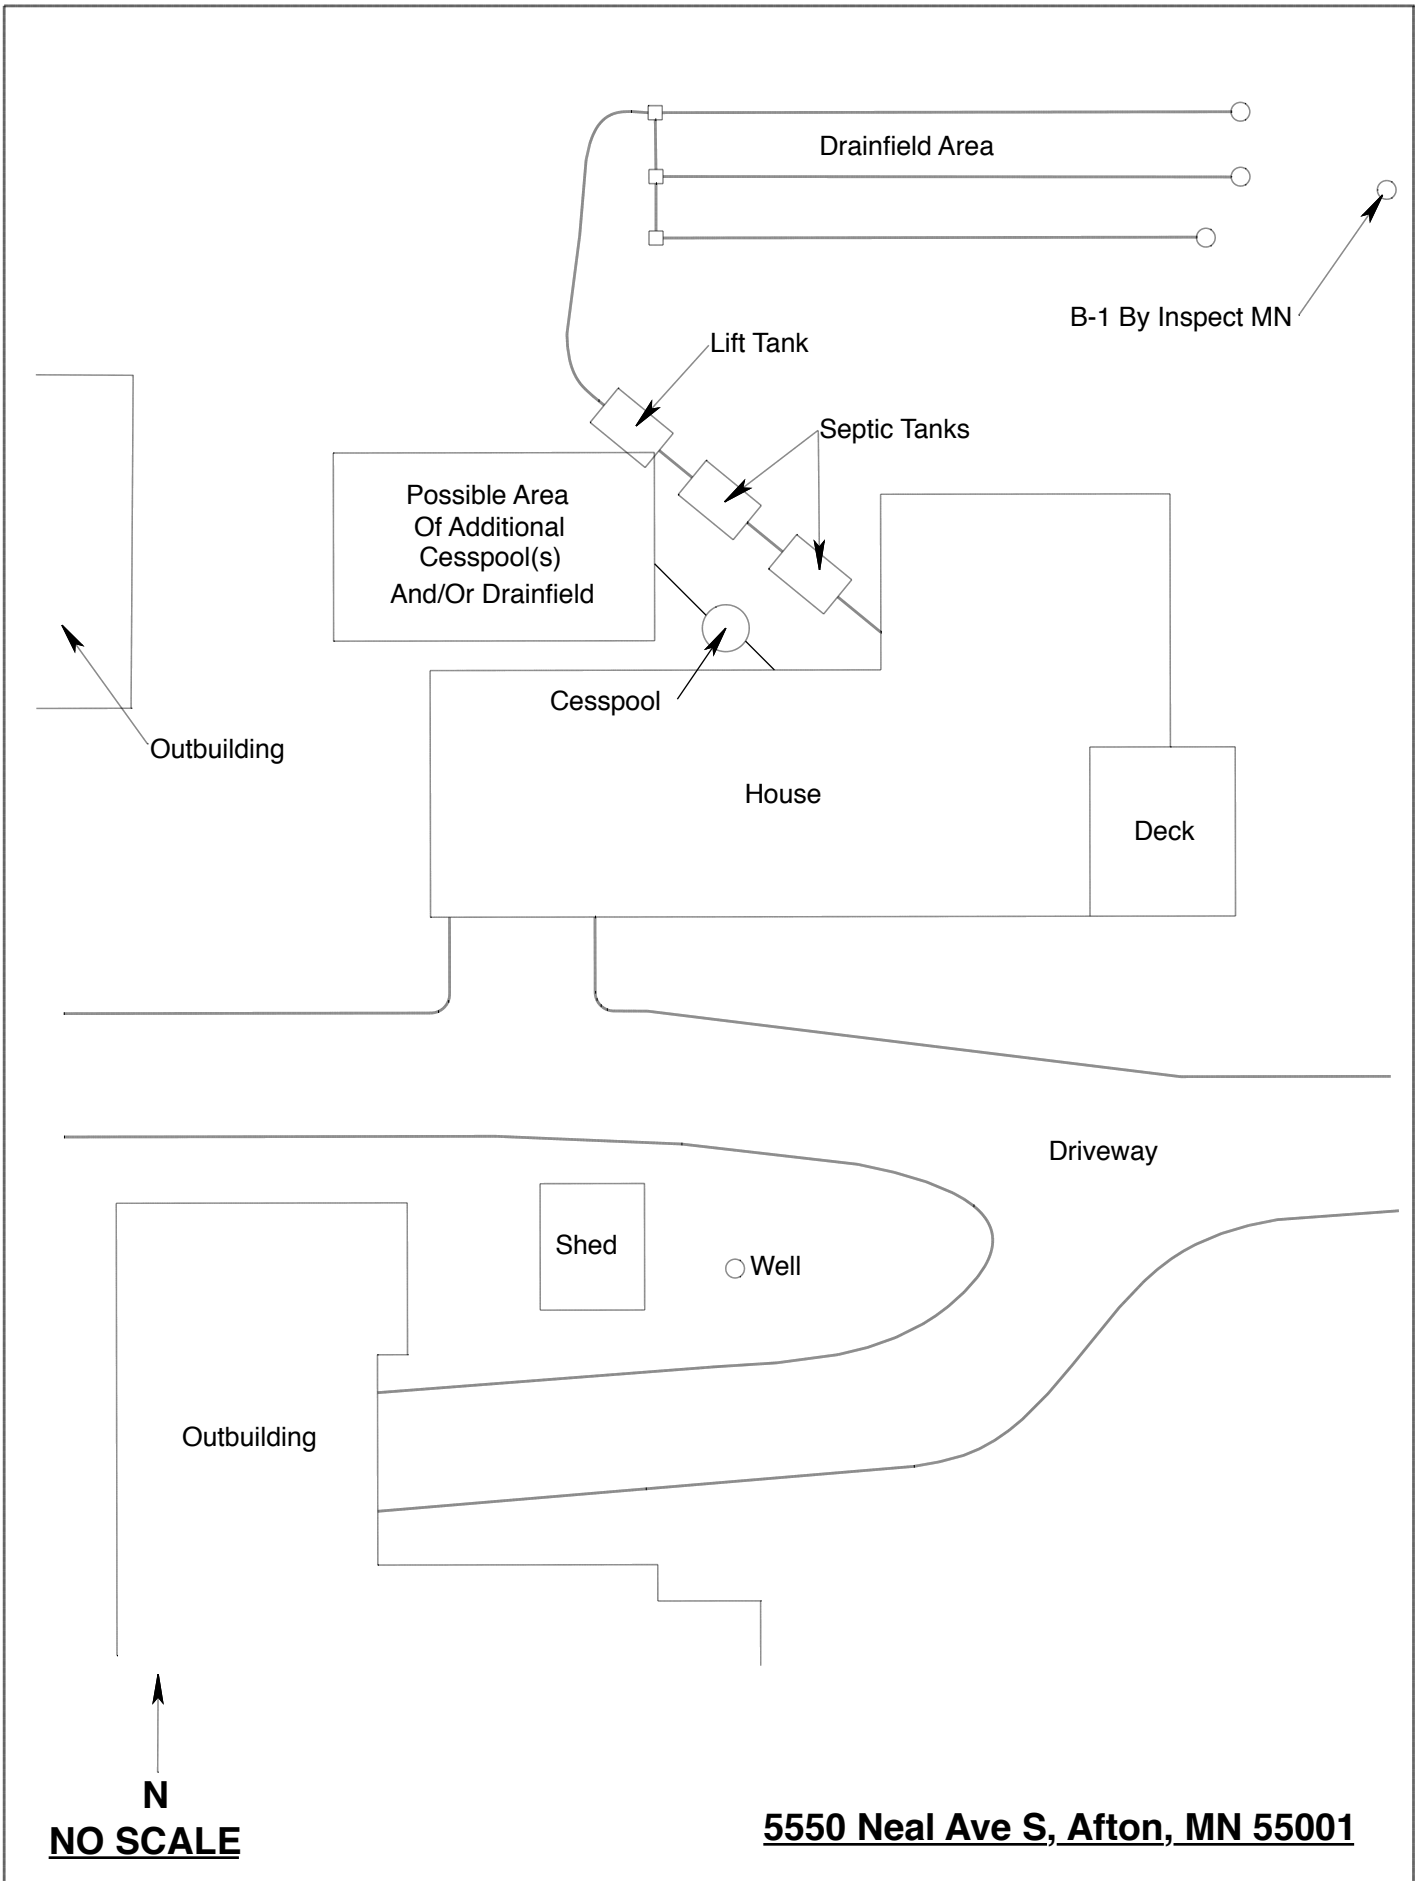 Drainfield Area
B-1 By Inspect MN
Lift Tank
Septic Tanks
Possible Area
Of Additional
Cesspool(s)
And/Or Drainfield
Cesspool
Outbuilding
House
Deck
Driveway
Shed
Well
Outbuilding
N
NO SCALE
5550 Neal Ave S, Afton, MN 55001